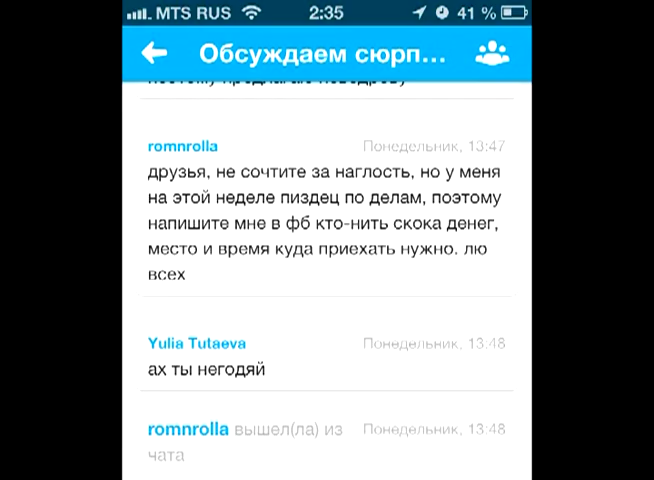 MTS RUS 2:35 41 %
Обсуждаем сюрп...
поэтому предлагаю
romnrolla Понедельник, 13:47
друзья, не сочтите за наглость, но у меня
на этой неделе пиздец по делам, поэтому
напишите мне в фб кто-нить скока денег,
место и время куда приехать нужно. лю
всех
Yulia Tutaeva Понедельник, 13:48
ах ты негодяй
romnrolla вышел(ла) из Понедельник, 13:48
чата